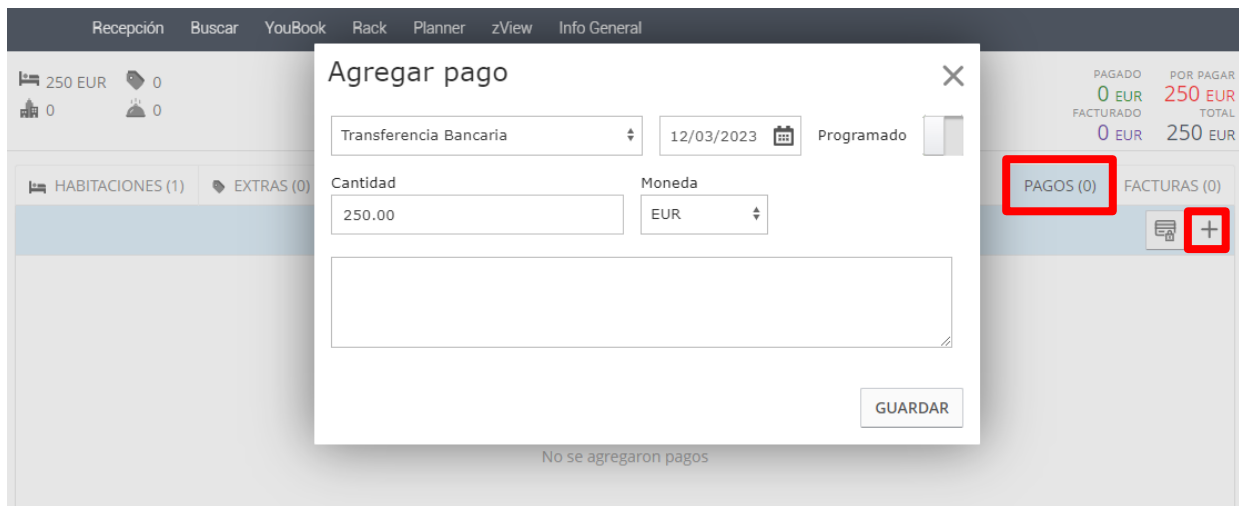 Recepción Buscar YouBook Rack Planner zView Info General
250 EUR 0
0 0
PAGADO POR PAGAR
0 EUR 250 EUR
FACTURADO TOTAL
0 EUR 250 EUR
Agregar pago
Transferencia Bancaria 12/03/2023 Programado
Cantidad Moneda
250.00 EUR
HABITACIONES (1) EXTRAS (0) PAGOS (0) FACTURAS (0)
GUARDAR
No se agregaron pagos